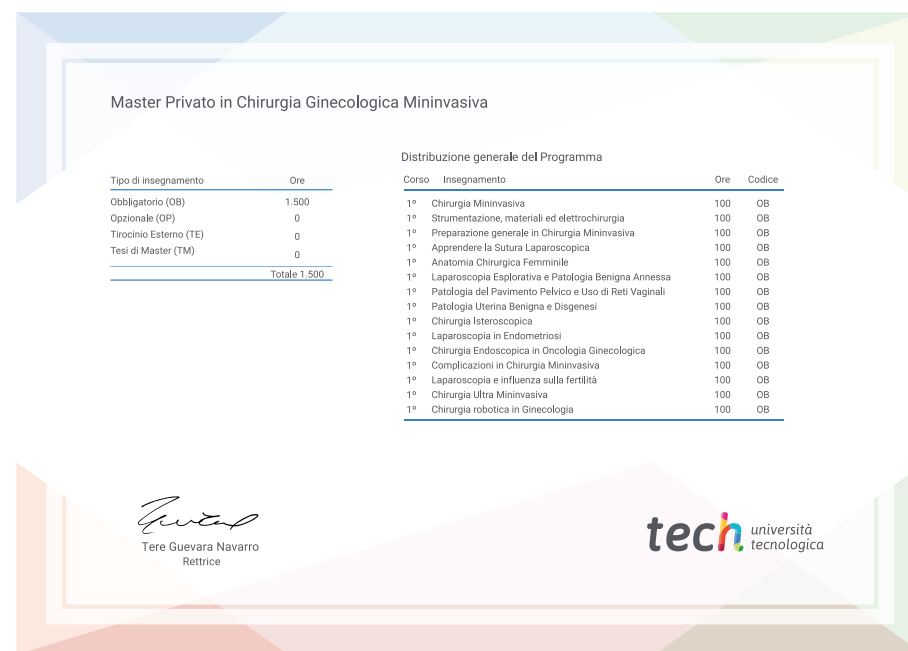 Master Privato in Chirurgia Ginecologica Mininvasiva
Tipo di insegnamento Ore
Obbligatorio (OB) 1.500
Opzionale (OP) 0
Tirocinio Esterno (TE) 0
Tesi di Master (TM) 0
Totale 1.500
Distribuzione generale del Programma
Corso Insegnamento Ore Codice
1º Chirurgia Mininvasiva 100 OB
1º Strumentazione, materiali ed elettrochirurgia 100 OB
1º Preparazione generale in Chirurgia Mininvasiva 100 OB
1º Apprendere la Sutura Laparoscopica 100 OB
1º Anatomia Chirurgica Femminile 100 OB
1º Laparoscopia Esplorativa e Patologia Benigna Annessa 100 OB
1º Patologia del Pavimento Pelvico e Uso di Reti Vaginali 100 OB
1º Patologia Uterina Benigna e Disgenesi 100 OB
1º Chirurgia Isteroscopica 100 OB
1º Laparoscopia in Endometriosi 100 OB
1º Chirurgia Endoscopica in Oncologia Ginecologica 100 OB
1º Complicazioni in Chirurgia Mininvasiva 100 OB
1º Laparoscopia e influenza sulla fertilità 100 OB
1º Chirurgia Ultra Mininvasiva 100 OB
1º Chirurgia robotica in Ginecologia 100 OB
Tere Guevara Navarro
Rettrice
tech università
tecnologica